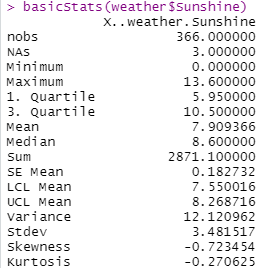 > basicStats(weather$Sunshine)
X..weather.Sunshine
nobs 366.000000
NAs 3.000000
Minimum 0.000000
Maximum 13.600000
1. Quartile 5.950000
3. Quartile 10.500000
Mean 7.909366
Median 8.600000
Sum 2871.100000
SE Mean 0.182732
LCL Mean 7.550016
UCL Mean 8.268716
Variance 12.120962
Stdev 3.481517
Skewness -0.723454
Kurtosis -0.270625